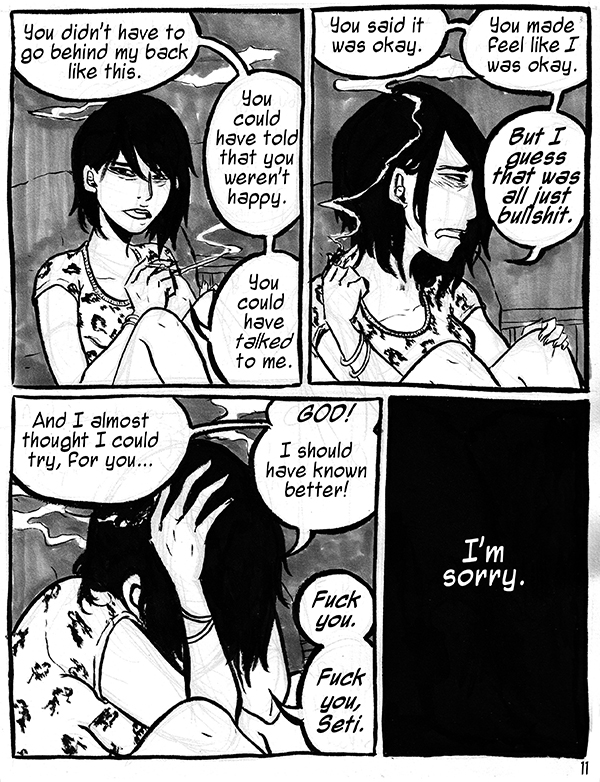 You didn't have to
go behind my back
like this.
You
could
have told
that you
weren't
happy.
You
could
have
talked
to me.
You said it
was okay.
You made
feel like I
was okay.
But I
guess
that was
all just
bullshit.
And I almost
thought I could
try, for you...
GOD!
I should
have known
better!
Fuck
you.
Fuck
you,
Seti.
I'm
sorry.
11